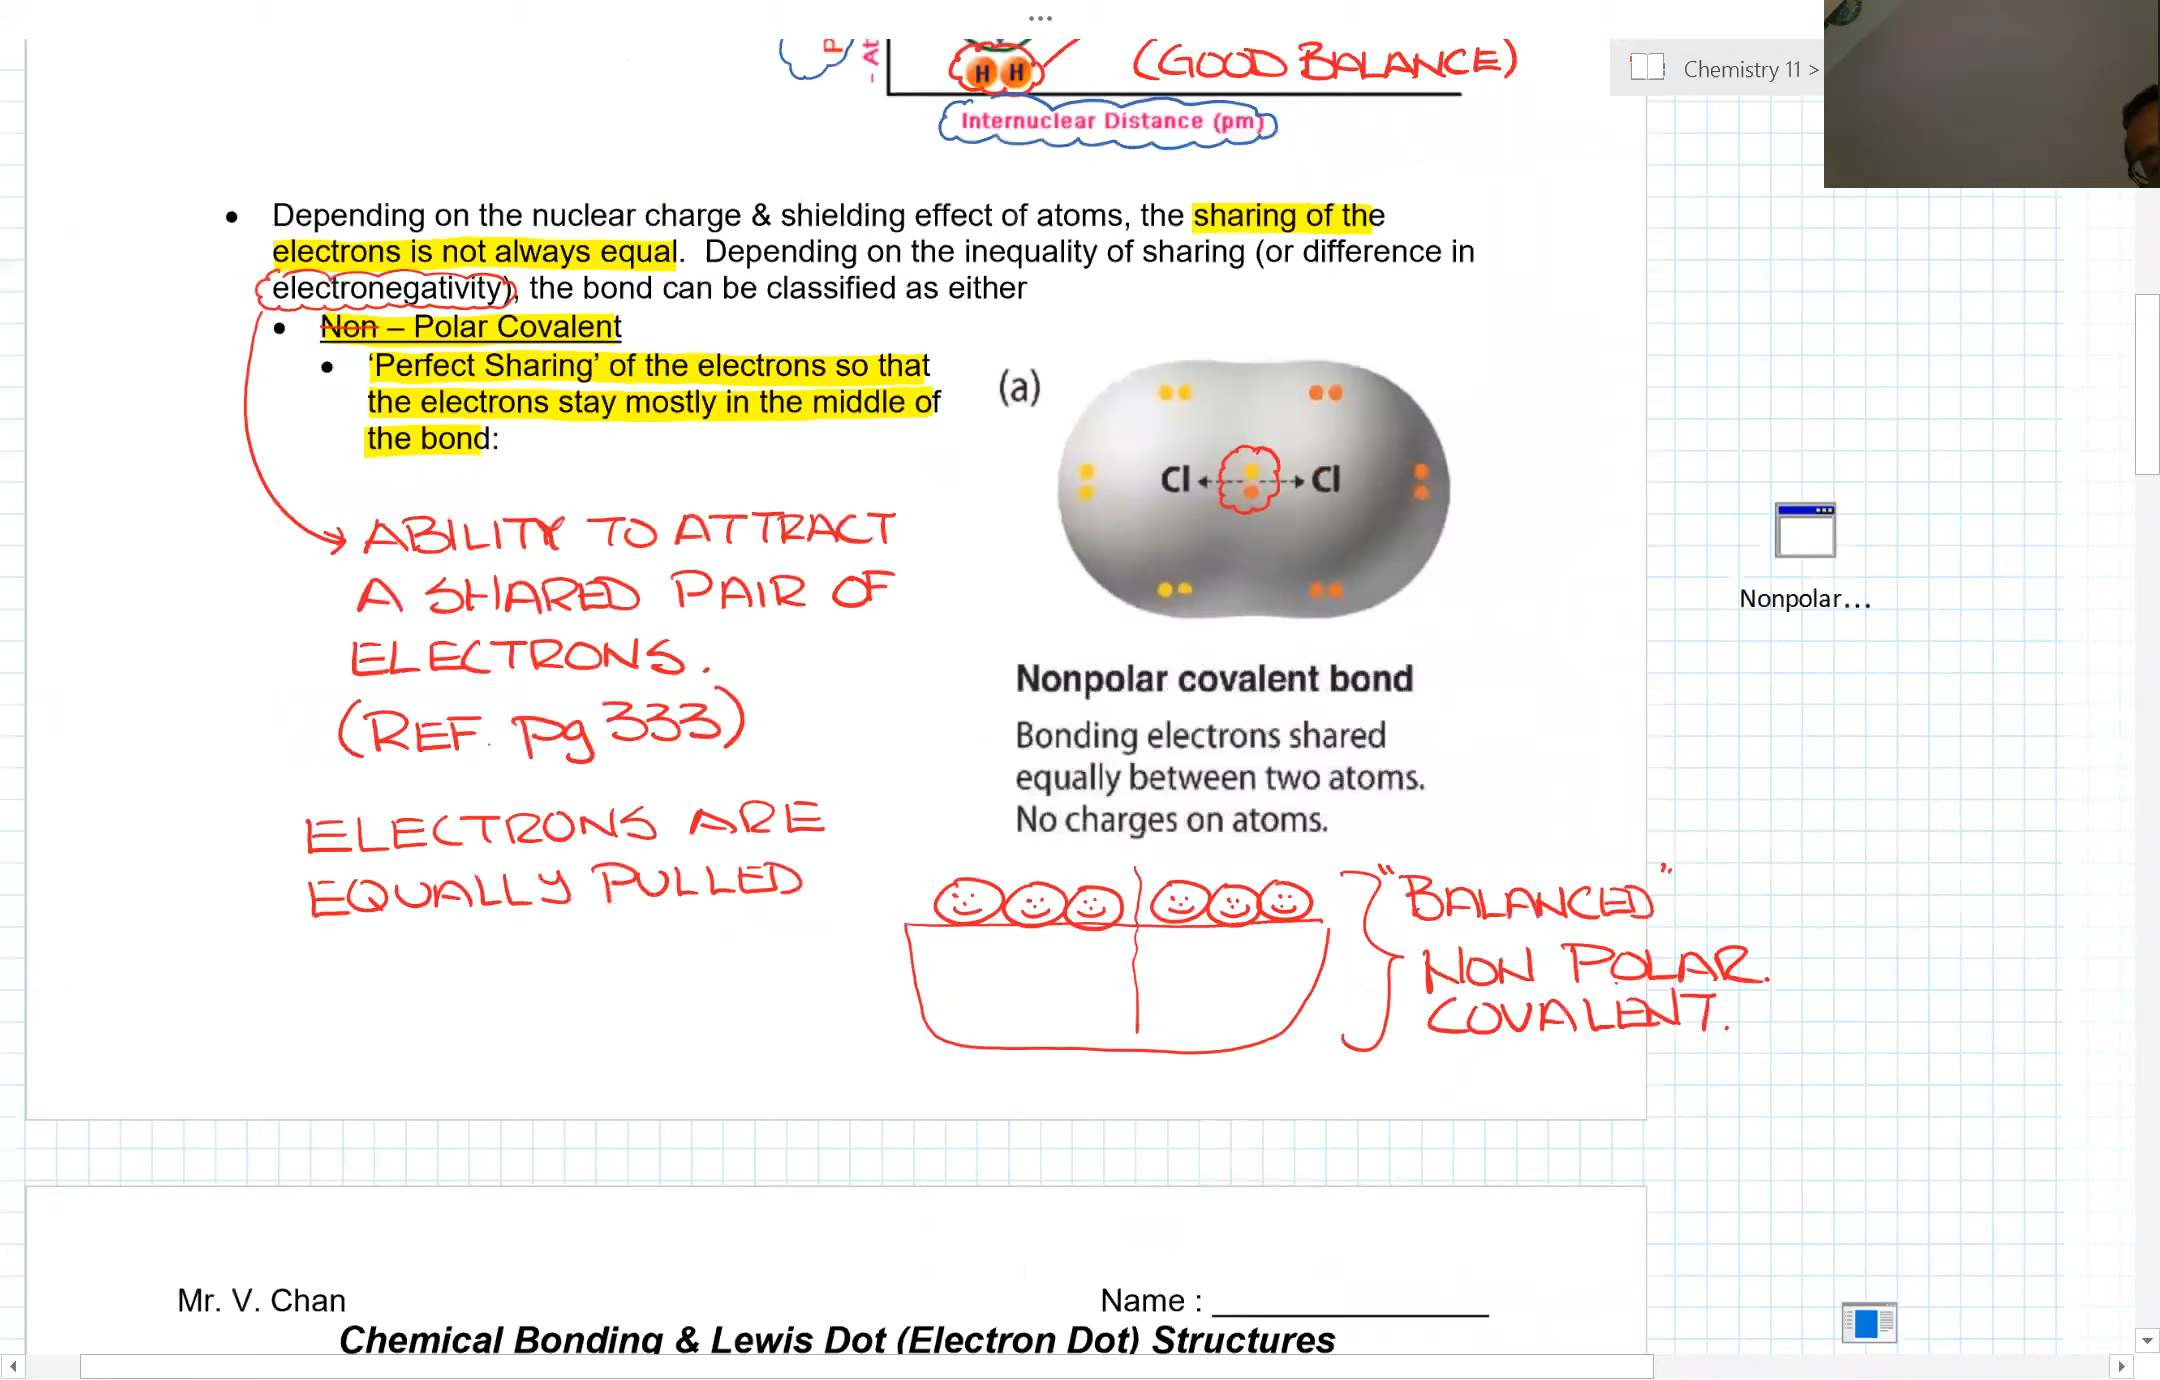 (GOOD BALANCE)
H H
Internuclear Distance (pm)
Chemistry 11 >
• Depending on the nuclear charge & shielding effect of atoms, the sharing of the
electrons is not always equal. Depending on the inequality of sharing (or difference in
electronegativity), the bond can be classified as either
• Non – Polar Covalent
• ‘Perfect Sharing’ of the electrons so that
the electrons stay mostly in the middle of
the bond:
(a)
Cl Cl
ABILITY TO ATTRACT
A SHARED PAIR OF
ELECTRONS.
(REF. pg 333)
ELECTRONS ARE
EQUALLY PULLED
Nonpolar covalent bond
Bonding electrons shared
equally between two atoms.
No charges on atoms.
"BALANCED"
NON POLAR.
COVALENT.
Nonpolar...
Mr. V. Chan
Name :
Chemical Bonding & Lewis Dot (Electron Dot) Structures